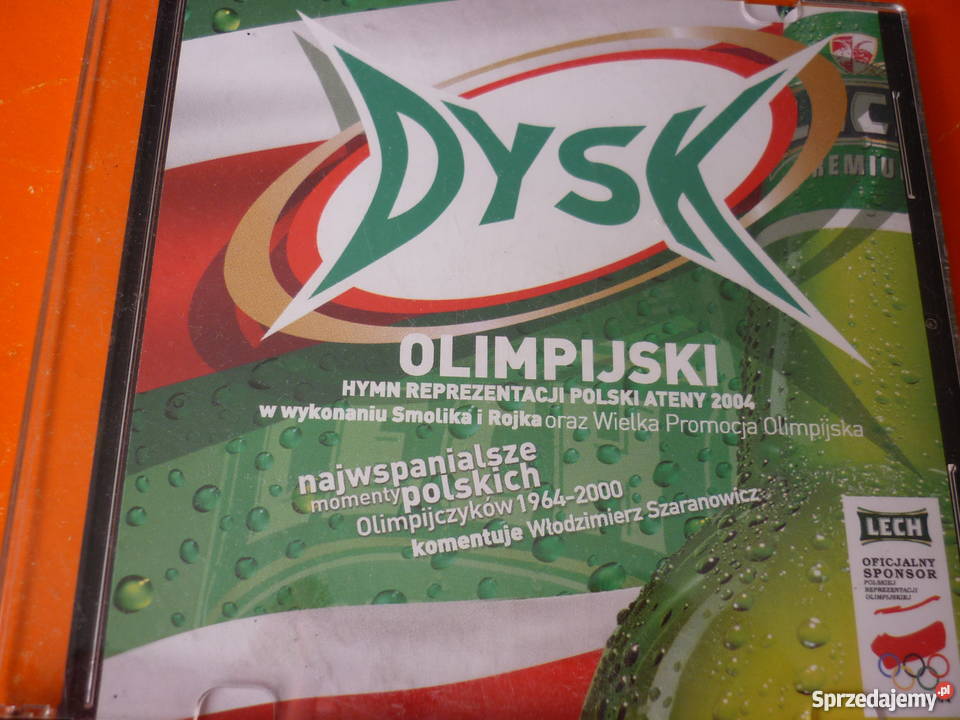 DYSK
PREMIU
OLIMPIJSKI
HYMN REPREZENTACJI POLSKI ATENY 2004
w wykonaniu Smolika i Rojka oraz Wielka Promocja Olimpijska
najwspanialsze
momenty polskich
Olimpijczyków 1964-2000
komentuje Włodzimierz Szaranowicz
LECH
OFICJALNY
SPONSOR
POLSKIEJ
REPREZENTACJI
OLIMPIJSKIEJ
Sprzedajemy.pl